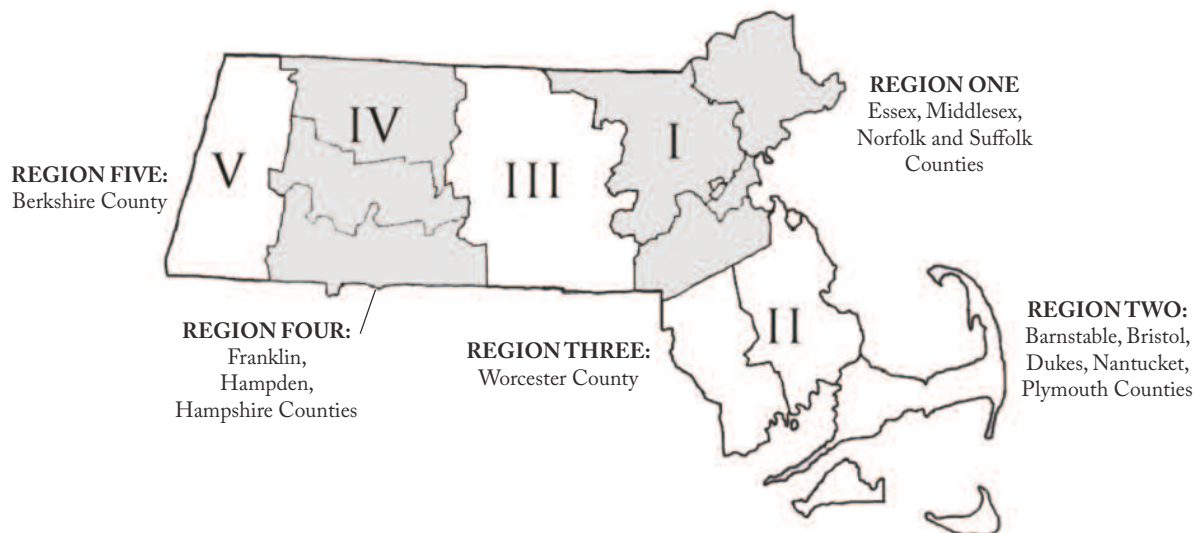 REGION ONE
Essex, Middlesex,
Norfolk and Suffolk
Counties
IV
I
V
III
REGION FIVE:
Berkshire County
II
REGION TWO:
Barnstable, Bristol,
Dukes, Nantucket,
Plymouth Counties
REGION FOUR:
Franklin,
Hampden,
Hampshire Counties
REGION THREE:
Worcester County